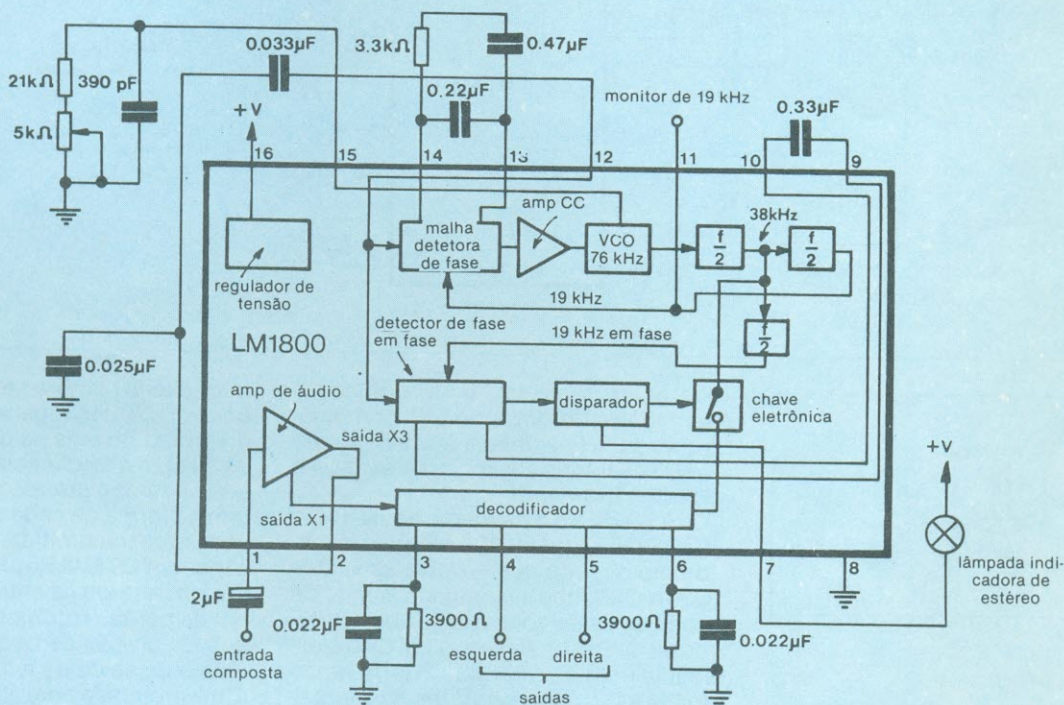 0.033µF
3.3kΩ
0.47µF
21kΩ
390 pF
0.22µF
monitor de 19 kHz
0.33µF
+V
5kΩ
16
15
14
13
12
11
10
9
amp CC
38kHz
malha
detetora
de fase
VCO
76 kHz
f
2
f
2
regulador de
tensão
19 kHz
f
2
detector de fase
em fase
19 kHz em fase
LM1800
0.025µF
amp de áudio
disparador
chave
eletrônica
saída X3
+V
saída X1
decodificador
1
2
3
4
5
6
7
8
lâmpada indi-
cadora de
estéreo
2µF
0.022µF
3900Ω
3900Ω
0.022µF
entrada
composta
esquerda
direita
saídas